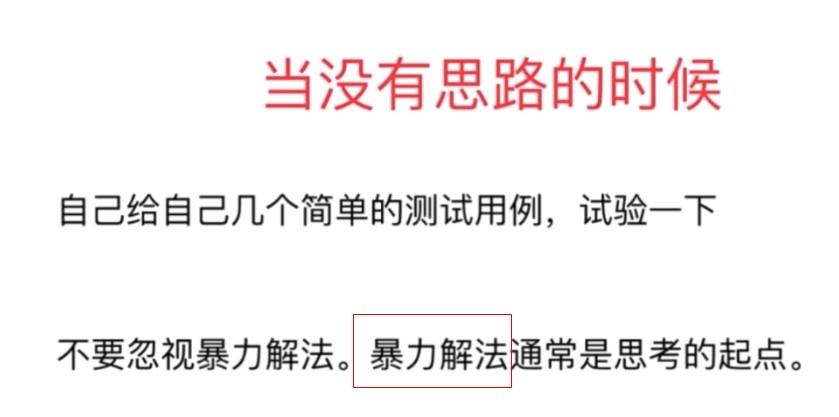 当没有思路的时候
自己给自己几个简单的测试用例，试验一下
不要忽视暴力解法。暴力解法通常是思考的起点。